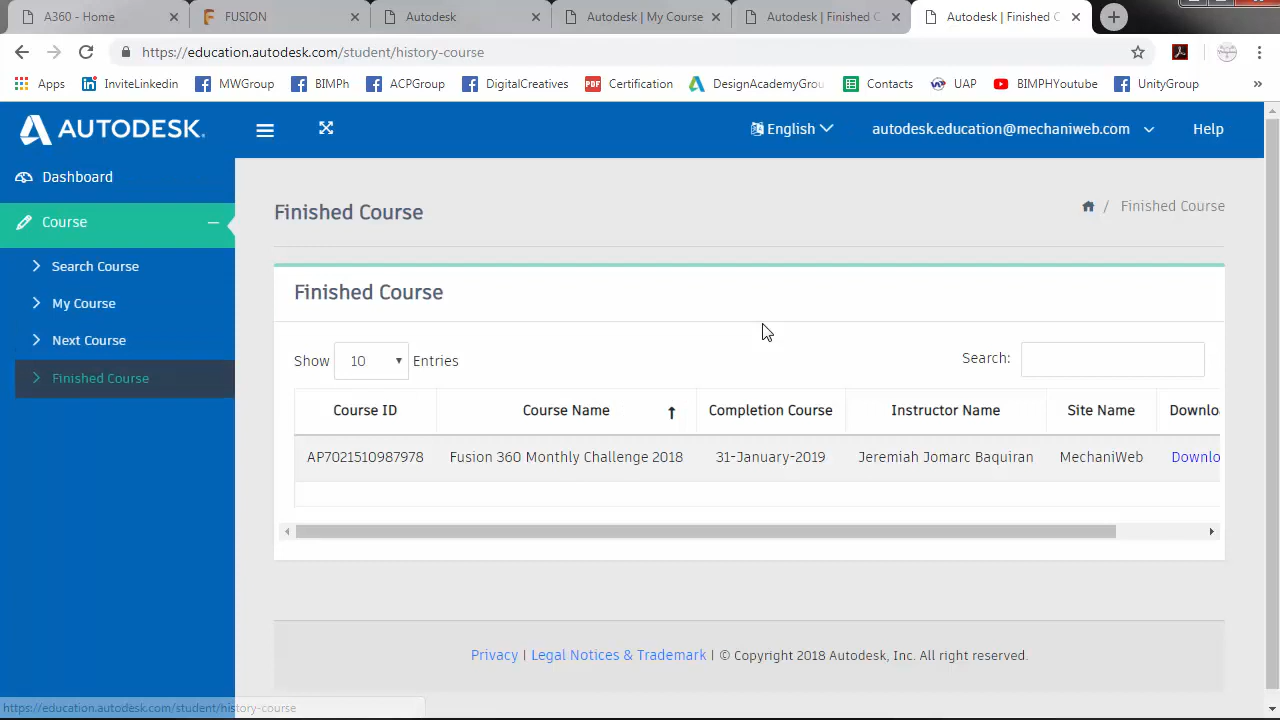 A360 - Home
FUSION
Autodesk
Autodesk | My Course
Autodesk | Finished C
Autodesk | Finished C
https://education.autodesk.com/student/history-course
Apps
InviteLinkedin
MWGroup
BIMPh
ACPGroup
DigitalCreatives
PDF
Certification
DesignAcademyGrou
Contacts
UAP
BIMPHYoutube
UnityGroup
»
AUTODESK.
English
autodesk.education@mechaniweb.com
Help
Dashboard
Course
Search Course
My Course
Next Course
Finished Course
Finished Course
/ Finished Course
Finished Course
Show 10 Entries
Search:
Course ID Course Name Completion Course Instructor Name Site Name Downloa
AP7021510987978 Fusion 360 Monthly Challenge 2018 31-January-2019 Jeremiah Jomarc Baquiran MechaniWeb Downlo
Privacy | Legal Notices & Trademark | © Copyright 2018 Autodesk, Inc. All right reserved.
https://education.autodesk.com/student/history-course